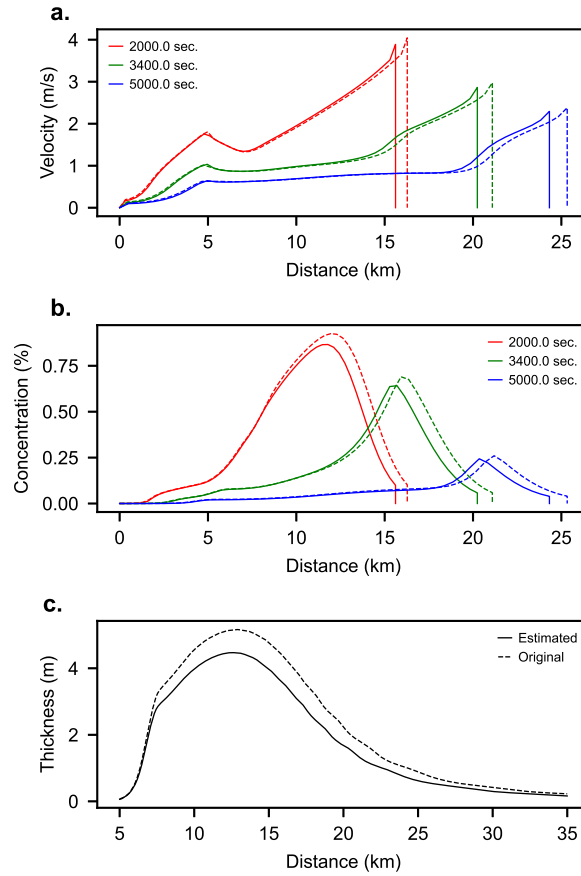 a.
4
3
2
1
0
Velocity (m/s)
2000.0 sec.
3400.0 sec.
5000.0 sec.
0 5 10 15 20 25
Distance (km)
b.
0.75
0.50
0.25
0.00
Concentration (%)
2000.0 sec.
3400.0 sec.
5000.0 sec.
0 5 10 15 20 25
Distance (km)
c.
4
2
0
Thickness (m)
Estimated
Original
5 10 15 20 25 30 35
Distance (km)